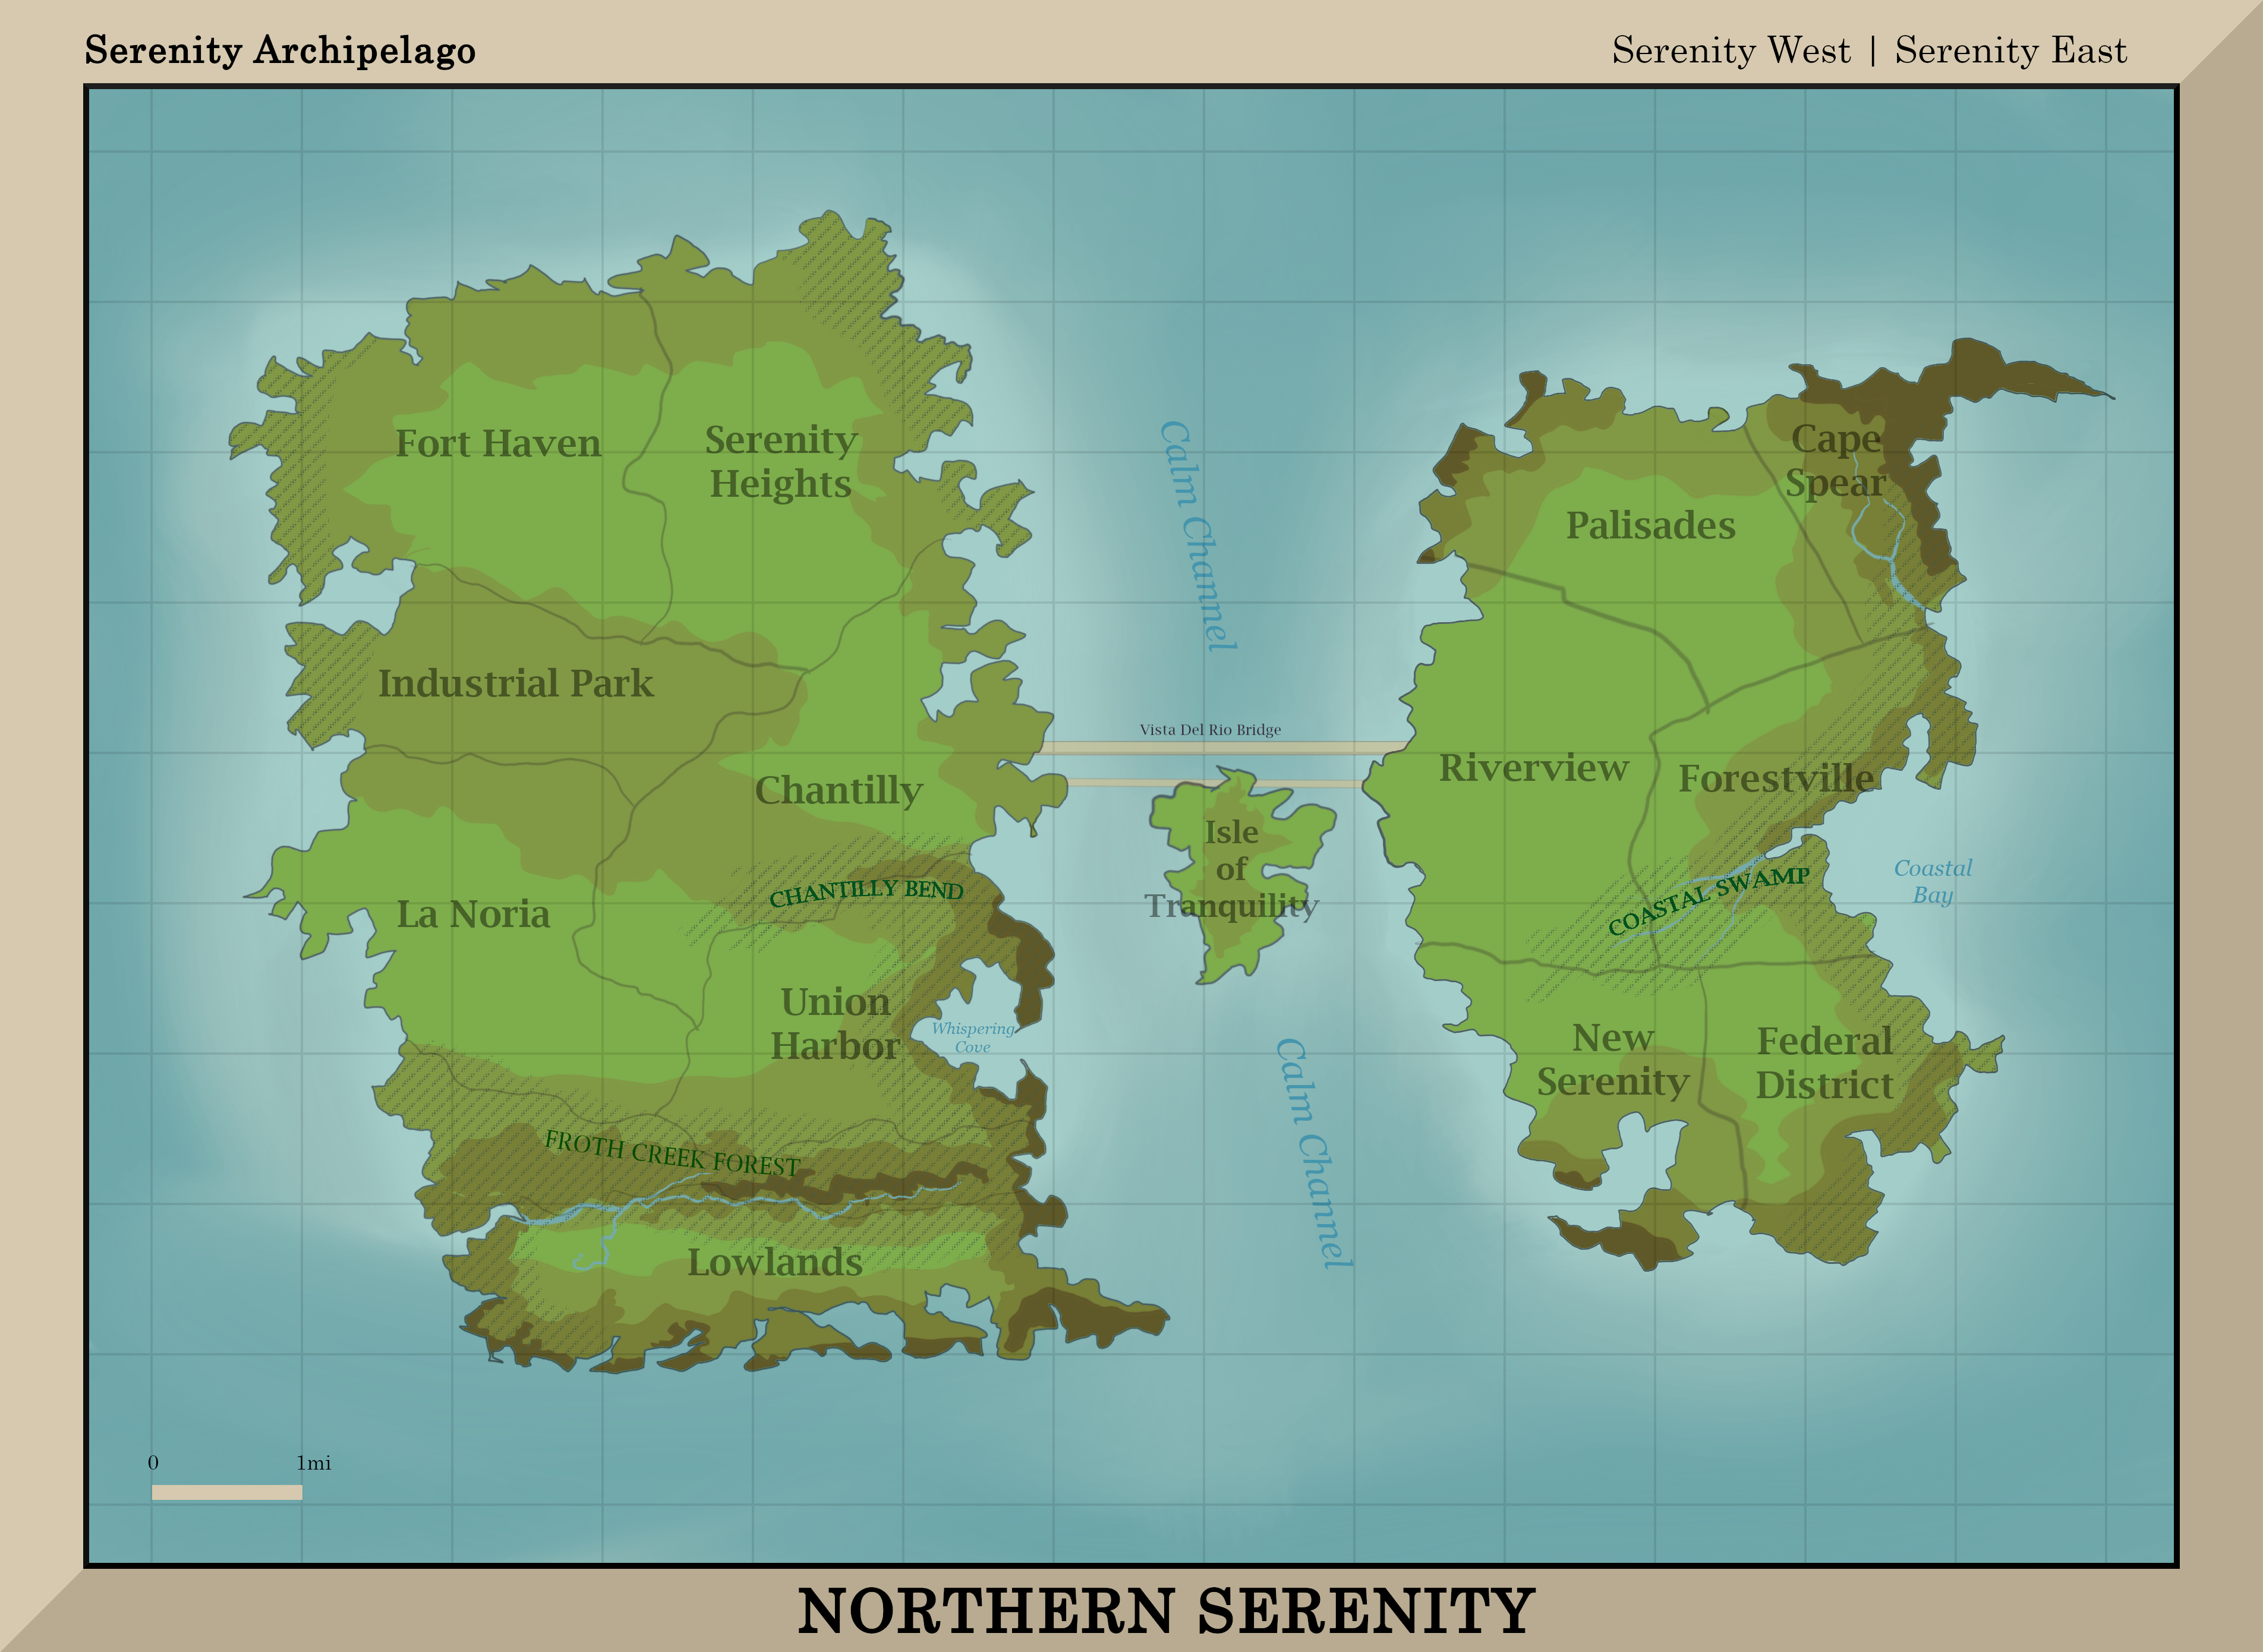 Serenity Archipelago
Serenity West | Serenity East
Calm Channel
Fort Haven
Serenity
Heights
Cape
Spear
Palisades
Industrial Park
Vista Del Rio Bridge
Chantilly
Riverview
Forestville
Isle
of
Tranquility
CHANTILLY BEND
COASTAL SWAMP
Coastal
Bay
La Noria
Union
Harbor
Whispering
Cove
New
Serenity
Federal
District
Calm Channel
FROTH CREEK FOREST
Lowlands
0 1mi
NORTHERN SERENITY